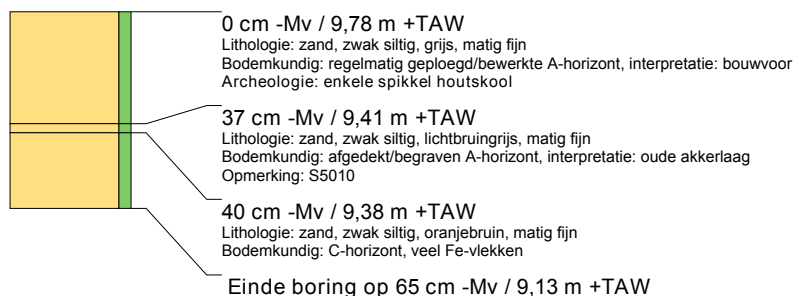 0 cm -Mv / 9,78 m +TAW
Lithologie: zand, zwak siltig, grijs, matig fijn
Bodemkundig: regelmatig geploegd/bewerkte A-horizont, interpretatie: bouwvoor
Archeologie: enkele spikkel houtskool
37 cm -Mv / 9,41 m +TAW
Lithologie: zand, zwak siltig, lichtbruingrijs, matig fijn
Bodemkundig: afgedekt/begraven A-horizont, interpretatie: oude akkerlaag
Opmerking: S5010
40 cm -Mv / 9,38 m +TAW
Lithologie: zand, zwak siltig, oranjebruin, matig fijn
Bodemkundig: C-horizont, veel Fe-vlekken
Einde boring op 65 cm -Mv / 9,13 m +TAW